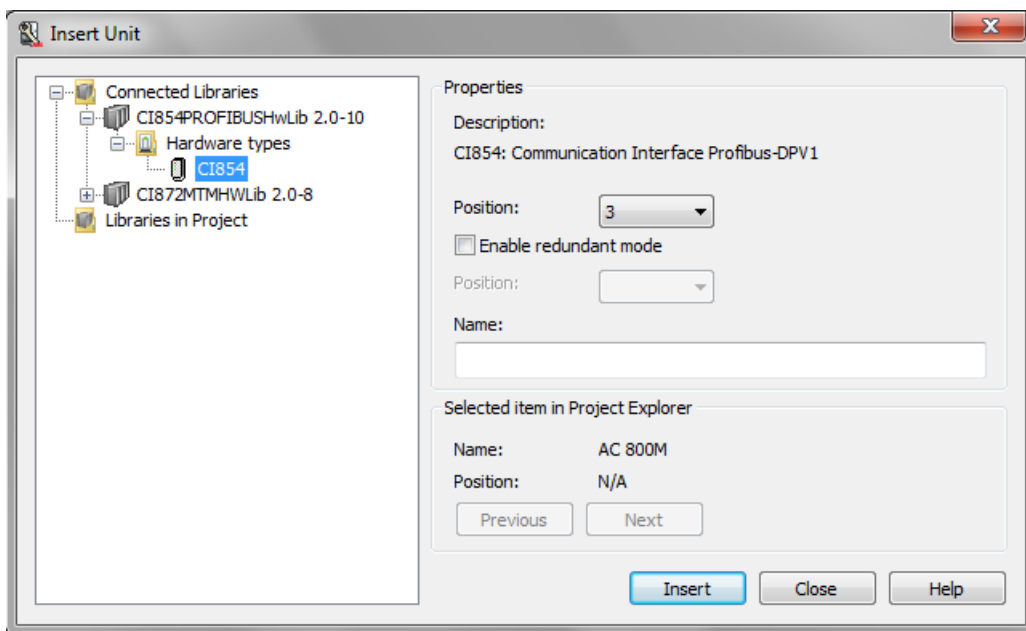 Insert Unit
Connected Libraries
CI854PROFIBUSHwLib 2.0-10
Hardware types
CI854
CI872MTMHWLib 2.0-8
Libraries in Project
Properties
Description:
CI854: Communication Interface Profibus-DPV1
Position: 3
Enable redundant mode
Position:
Name:
Selected item in Project Explorer
Name: AC 800M
Position: N/A
Previous Next
Insert Close Help